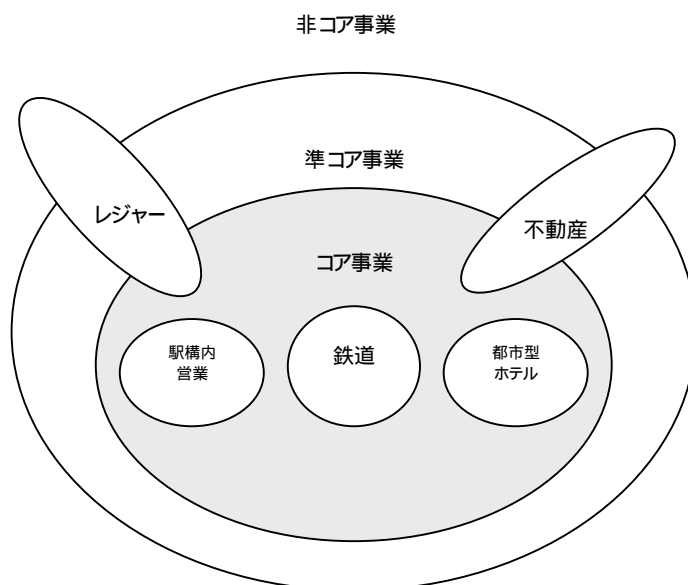 非コア事業
準コア事業
レジャー
不動産
コア事業
駅構内
営業
鉄道
都市型
ホテル